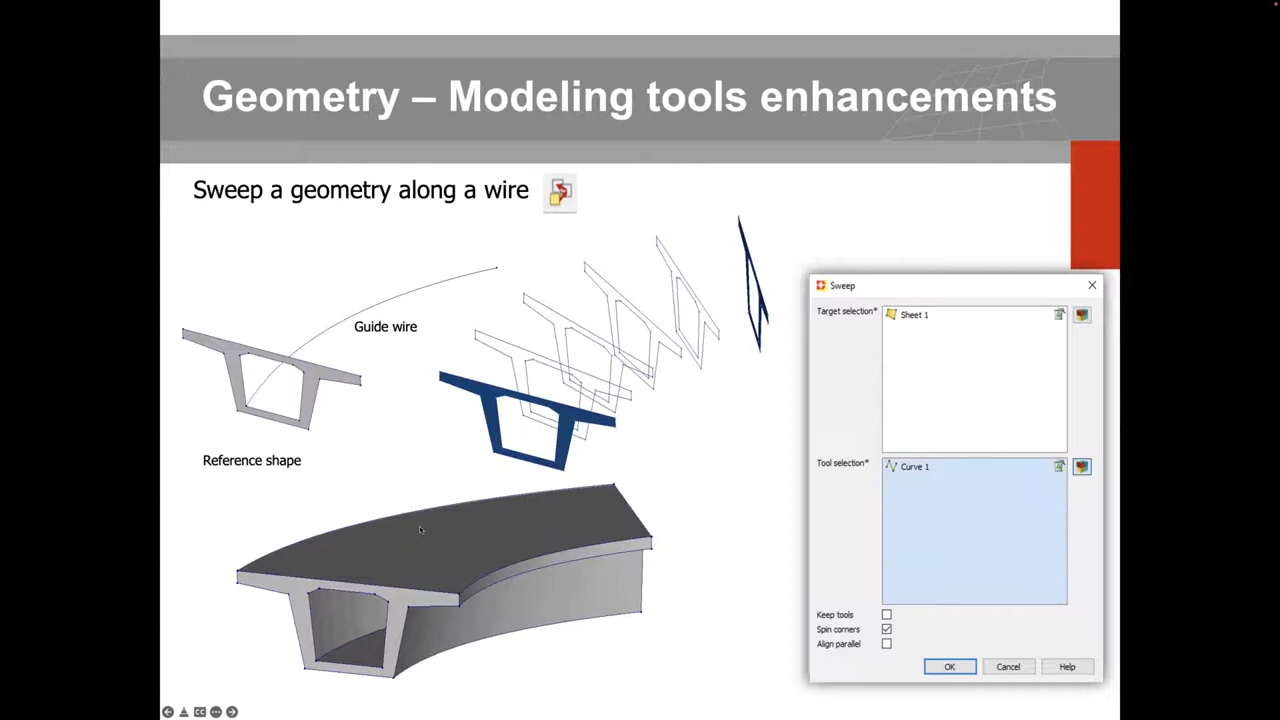 Geometry – Modeling tools enhancements
Sweep a geometry along a wire
Guide wire
Reference shape
Sweep
Target selection*
Sheet 1
Tool selection*
Curve 1
Keep tools
Spin corners
Align parallel
OK
Cancel
Help
CC